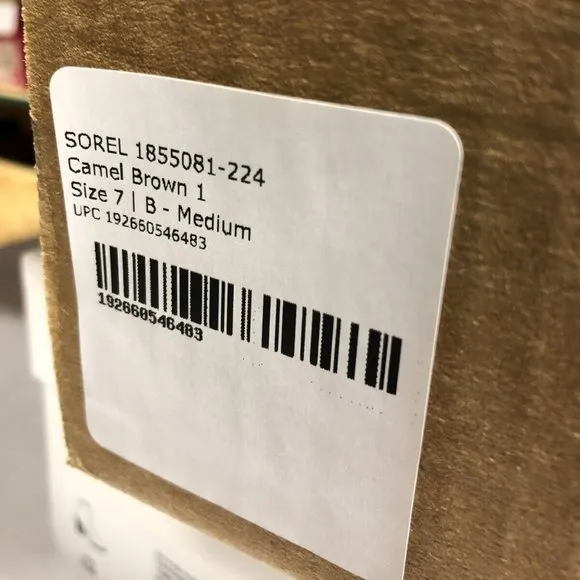 SOREL 1855081-224
Camel Brown 1
Size 7 | B - Medium
UPC 192660546483
192660546483